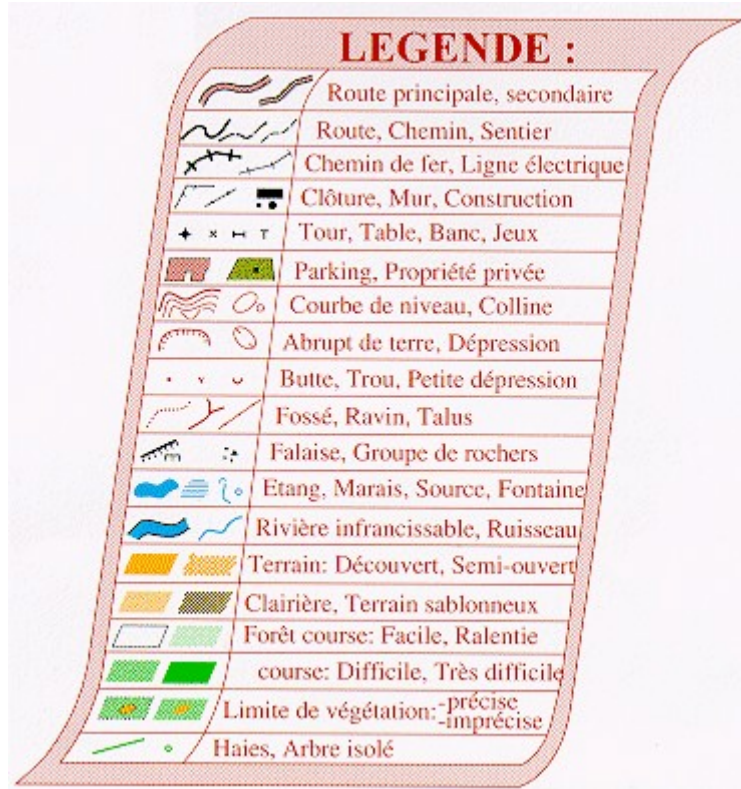 LEGENDE :
Route principale, secondaire
Route, Chemin, Sentier
Chemin de fer, Ligne électrique
Clôture, Mur, Construction
Tour, Table, Banc, Jeux
Parking, Propriété privée
Courbe de niveau, Colline
Abrupt de terre, Dépression
Butte, Trou, Petite dépression
Fossé, Ravin, Talus
Falaise, Groupe de rochers
Etang, Marais, Source, Fontaine
Rivière infrancissable, Ruisseau
Terrain: Découvert, Semi-ouvert
Clairière, Terrain sablonneux
Forêt course: Facile, Ralentie
course: Difficile, Très difficile
Limite de végétation:-précise
-imprécise
Haies, Arbre isolé